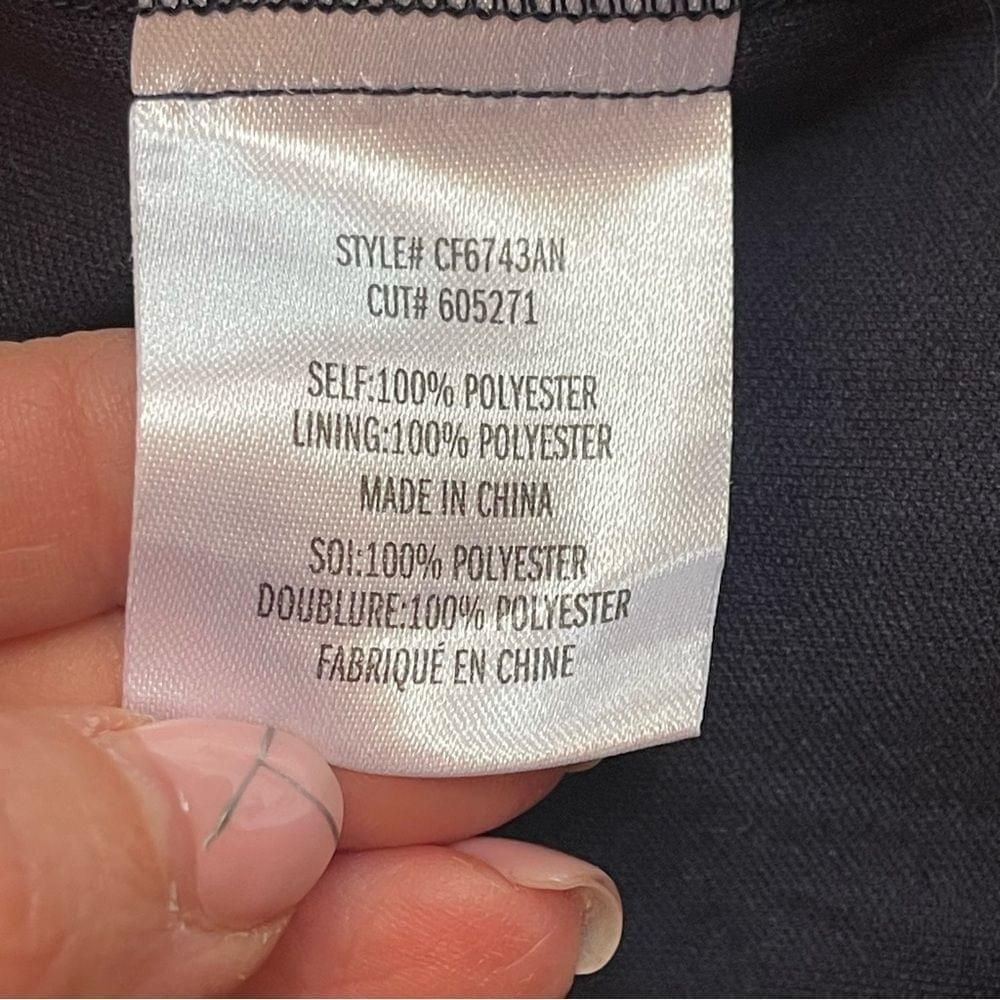 STYLE# CF6743AN
CUT# 605271
SELF:100% POLYESTER
LINING:100% POLYESTER
MADE IN CHINA
SOI:100% POLYESTER
DOUBLURE:100% POLYESTER
FABRIQUÉ EN CHINE